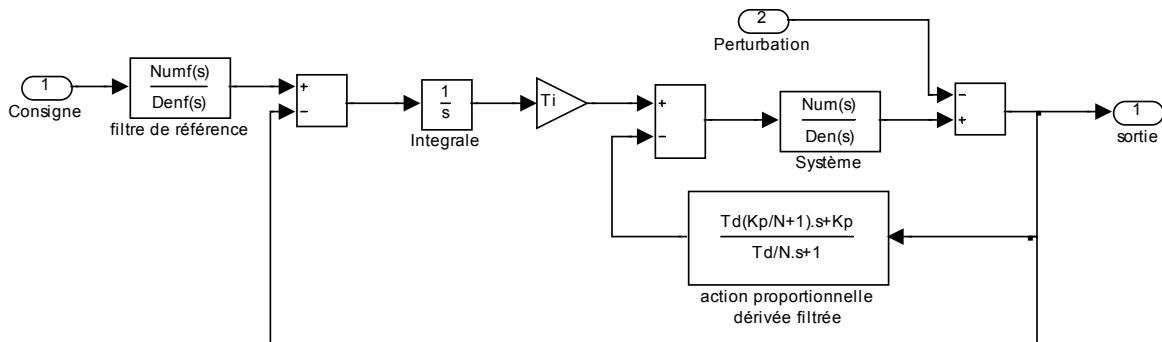 1
Consigne
Numf(s)
Denf(s)
filtre de référence
+
−
1
s
Integrale
Ti
+
−
2
Perturbation
Num(s)
Den(s)
Système
−
+
1
sortie
Td(Kp/N+1).s+Kp
Td/N.s+1
action proportionnelle
dérivée filtrée